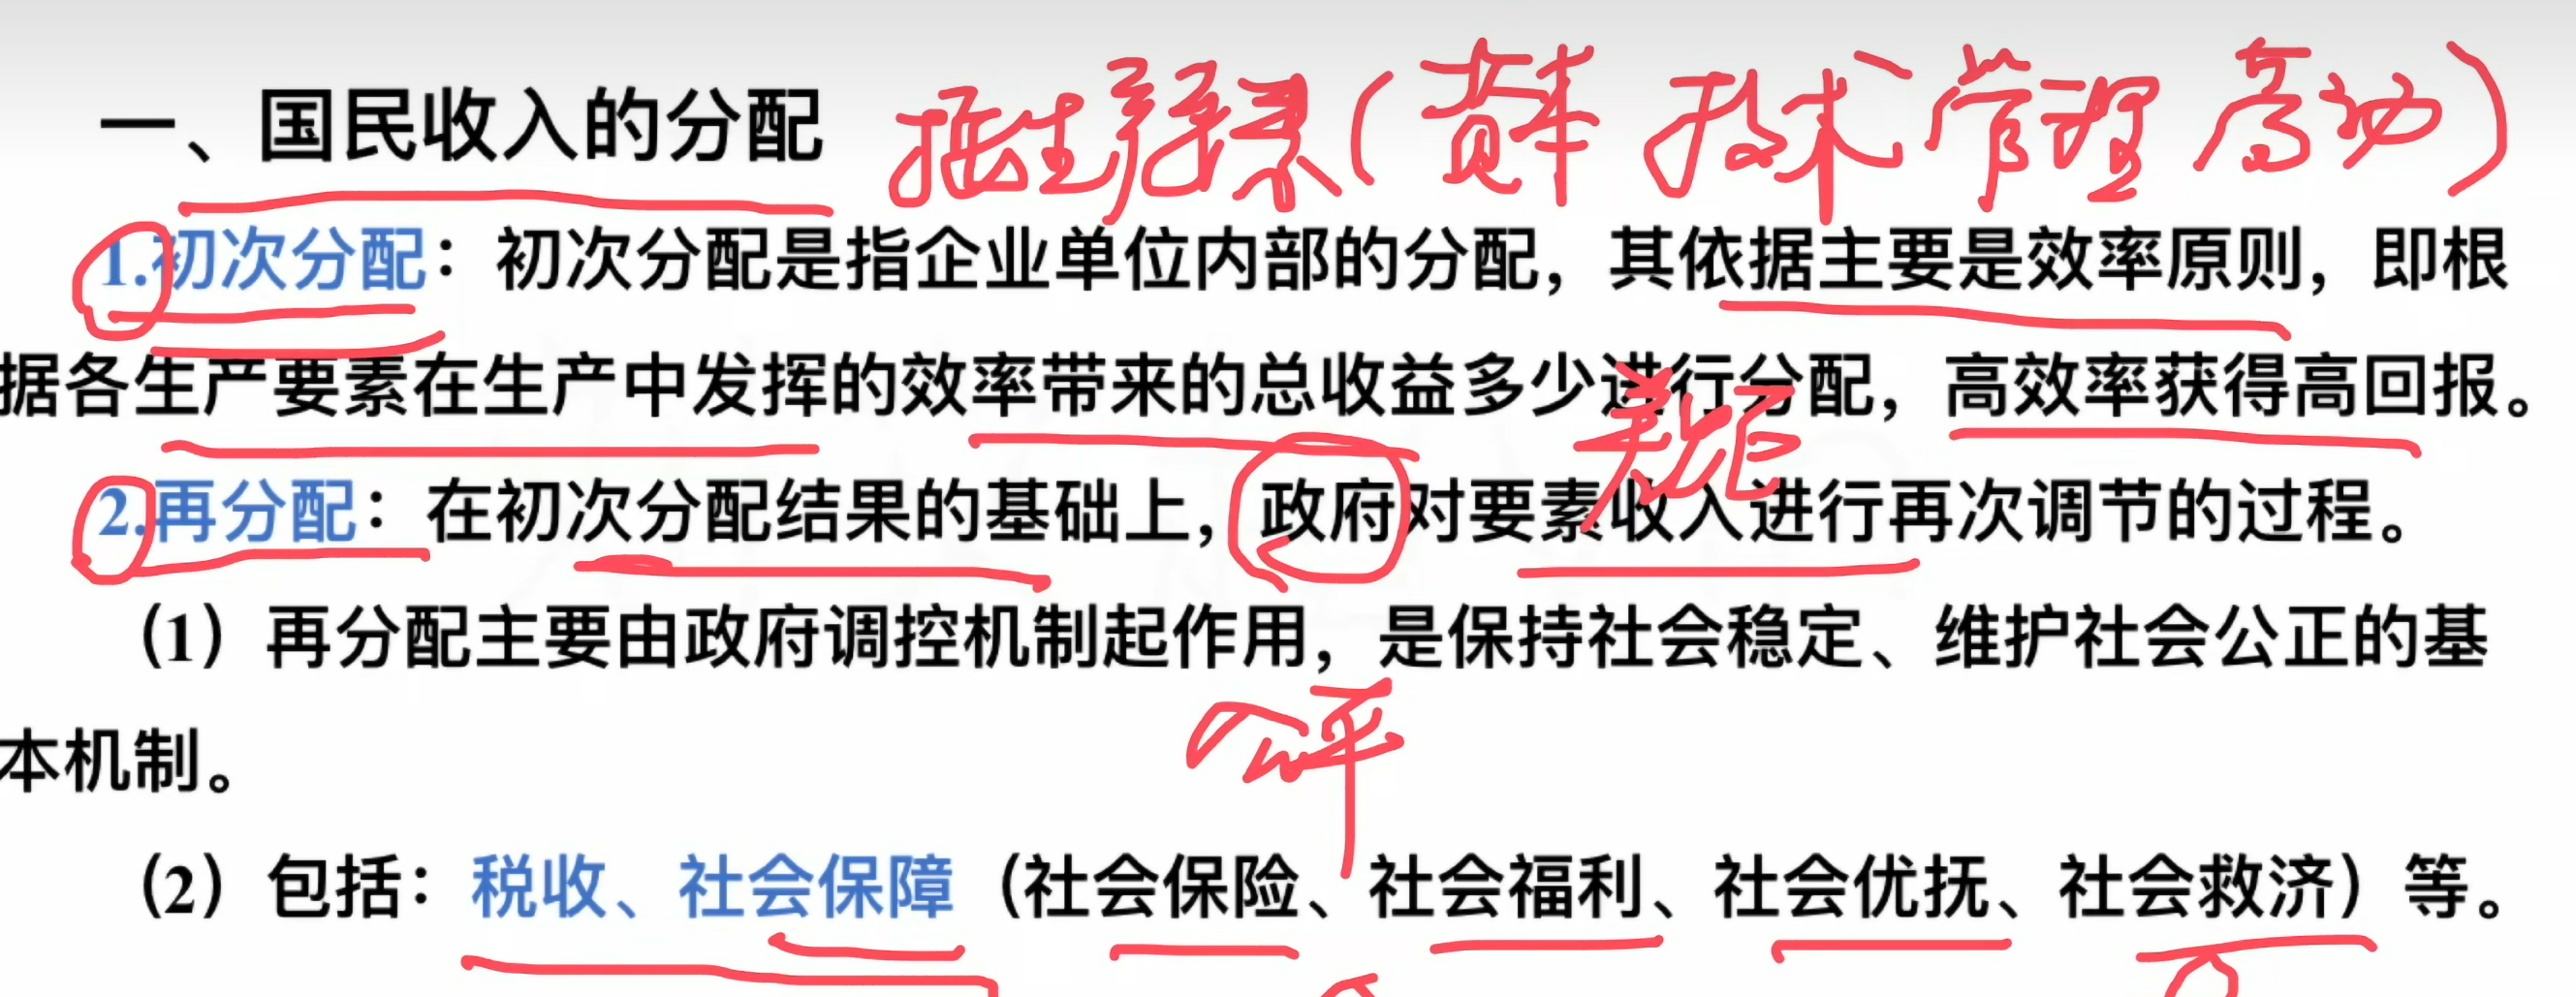 一、国民收入的分配 按生产要素（资本 技术 管理 劳动）
1.初次分配：初次分配是指企业单位内部的分配，其依据主要是效率原则，即根
据各生产要素在生产中发挥的效率带来的总收益多少进行分配，高效率获得高回报。
2.再分配：在初次分配结果的基础上，政府对要素收入进行再次调节的过程。
（1）再分配主要由政府调控机制起作用，是保持社会稳定、维护社会公正的基
本机制。
公平
（2）包括：税收、社会保障（社会保险、社会福利、社会优抚、社会救济）等。